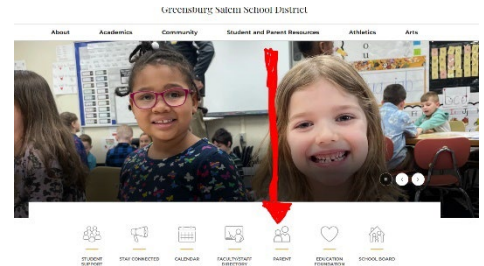 Greensburg Salem School District
About Academics Community Student and Parent Resources Athletics Arts
STUDENT SUPPORT
STAY CONNECTED
CALENDAR
FACULTY/STAFF DIRECTORY
PARENT
EDUCATION FOUNDATION
SCHOOL BOARD